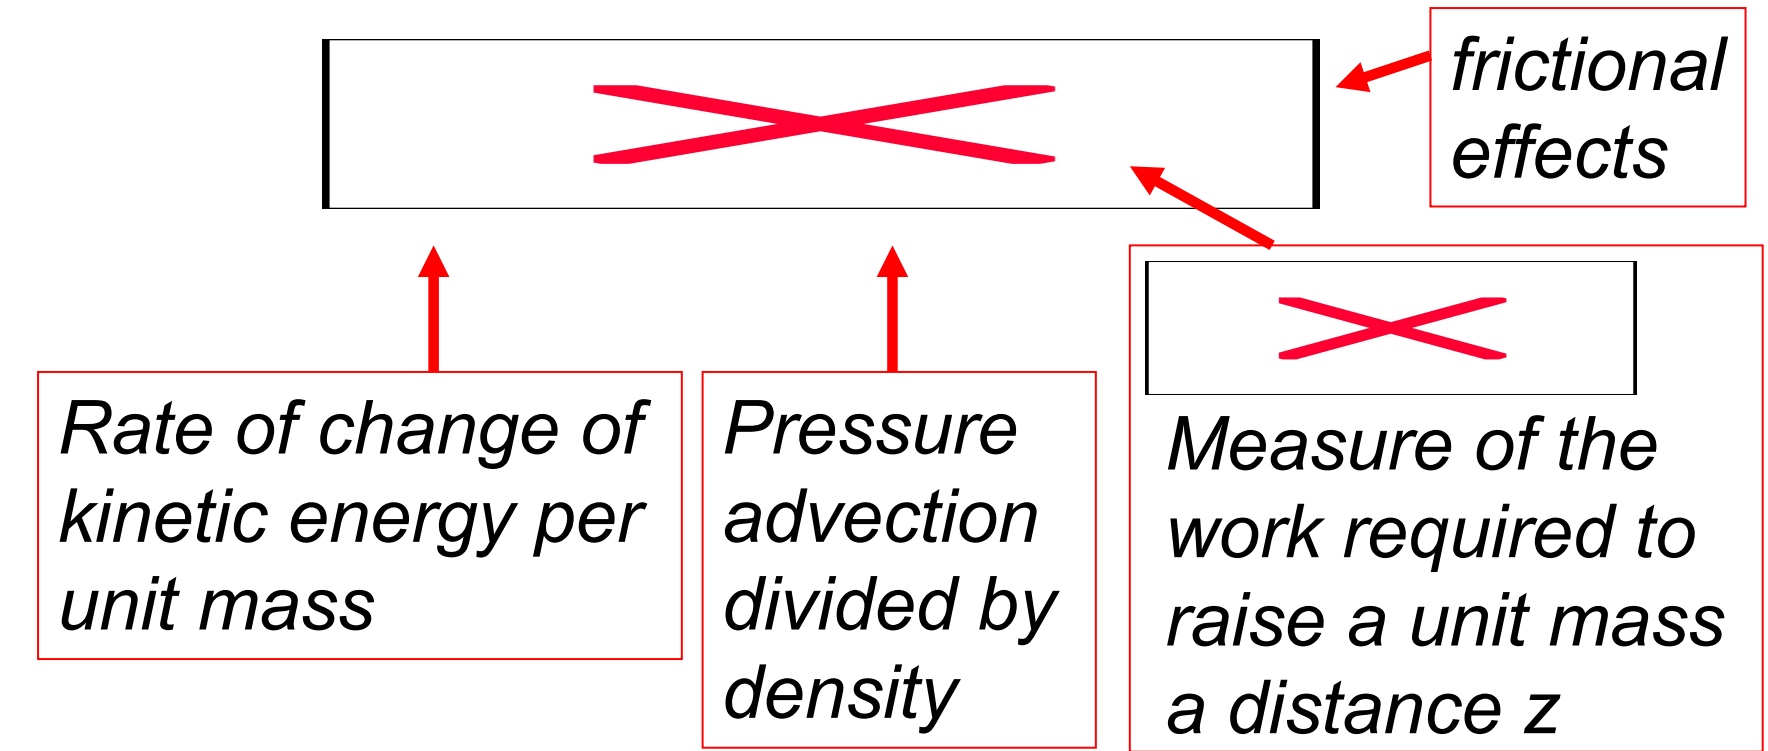 frictional
effects
Rate of change of
kinetic energy per
unit mass
Pressure
advection
divided by
density
Measure of the
work required to
raise a unit mass
a distance z